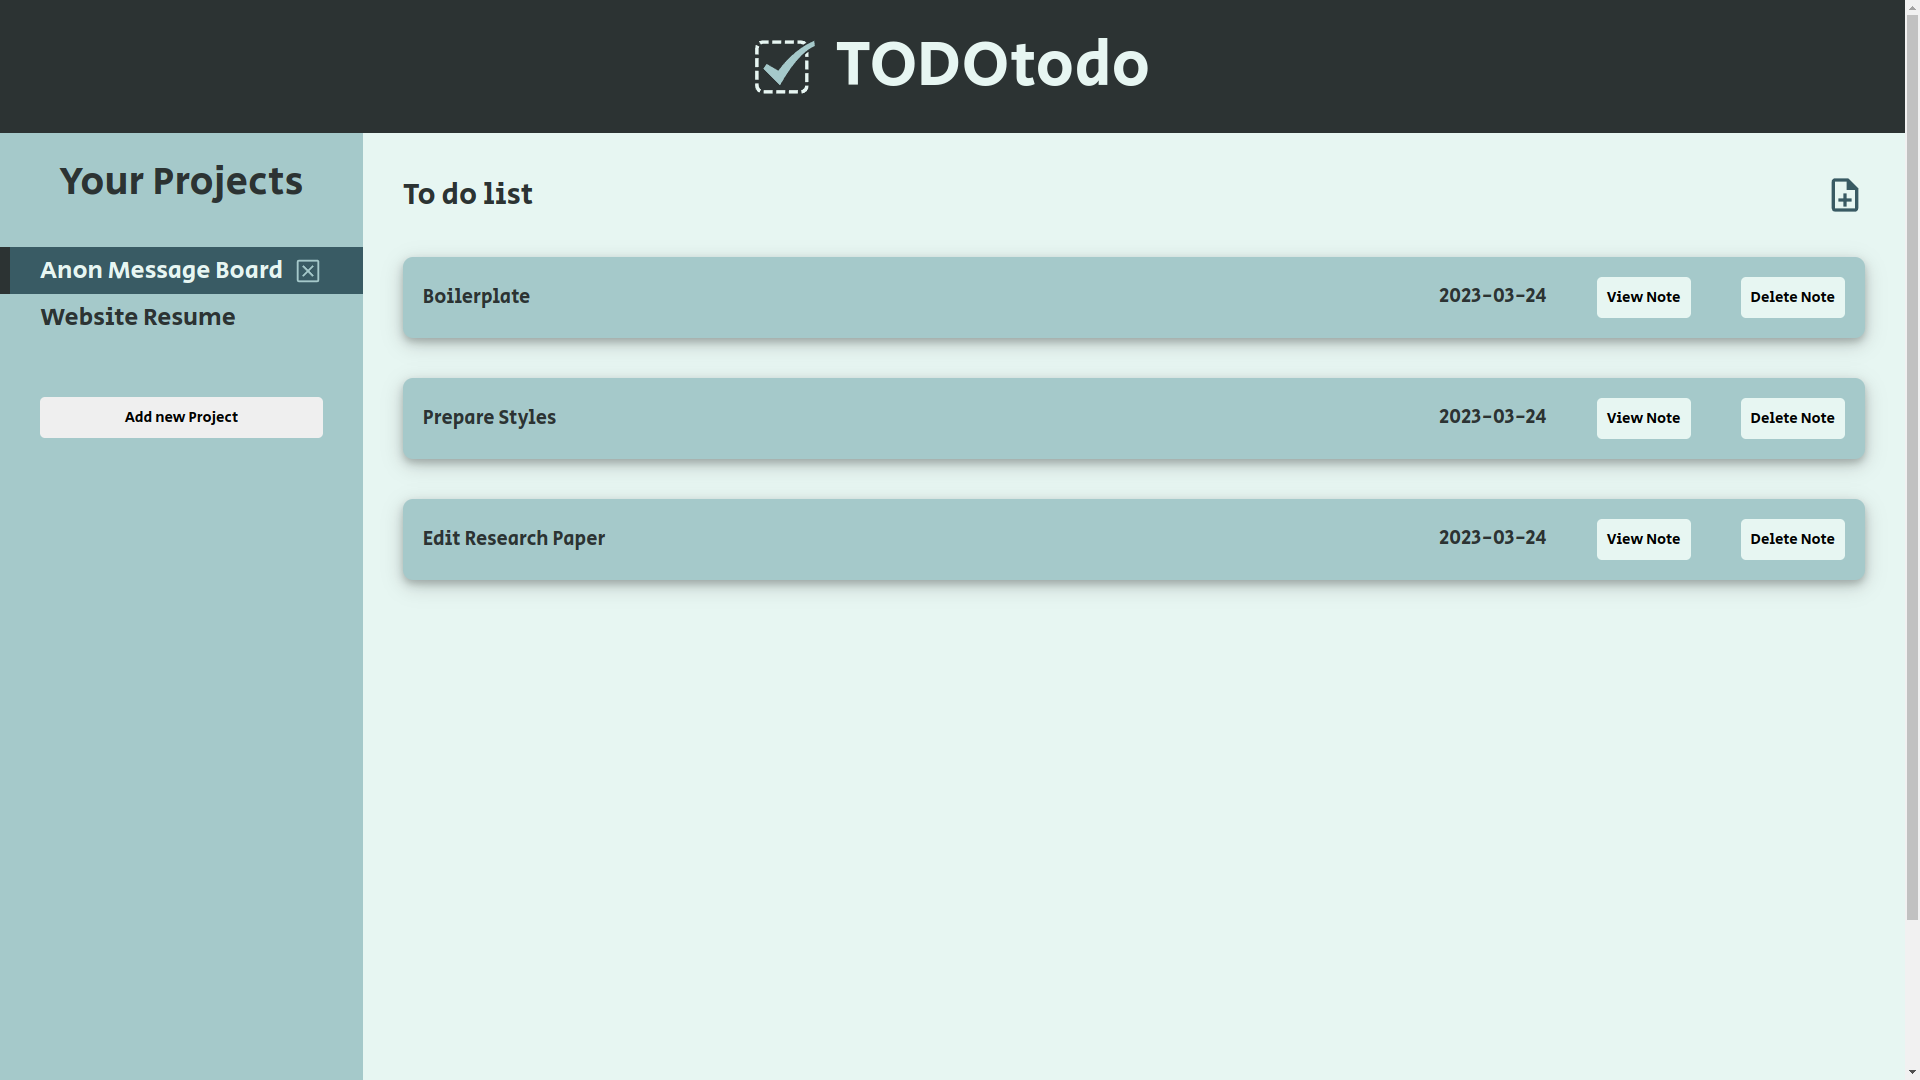 TODOtodo
Your Projects
Anon Message Board
Website Resume
Add new Project
To do list
Boilerplate 2023-03-24 View Note Delete Note
Prepare Styles 2023-03-24 View Note Delete Note
Edit Research Paper 2023-03-24 View Note Delete Note